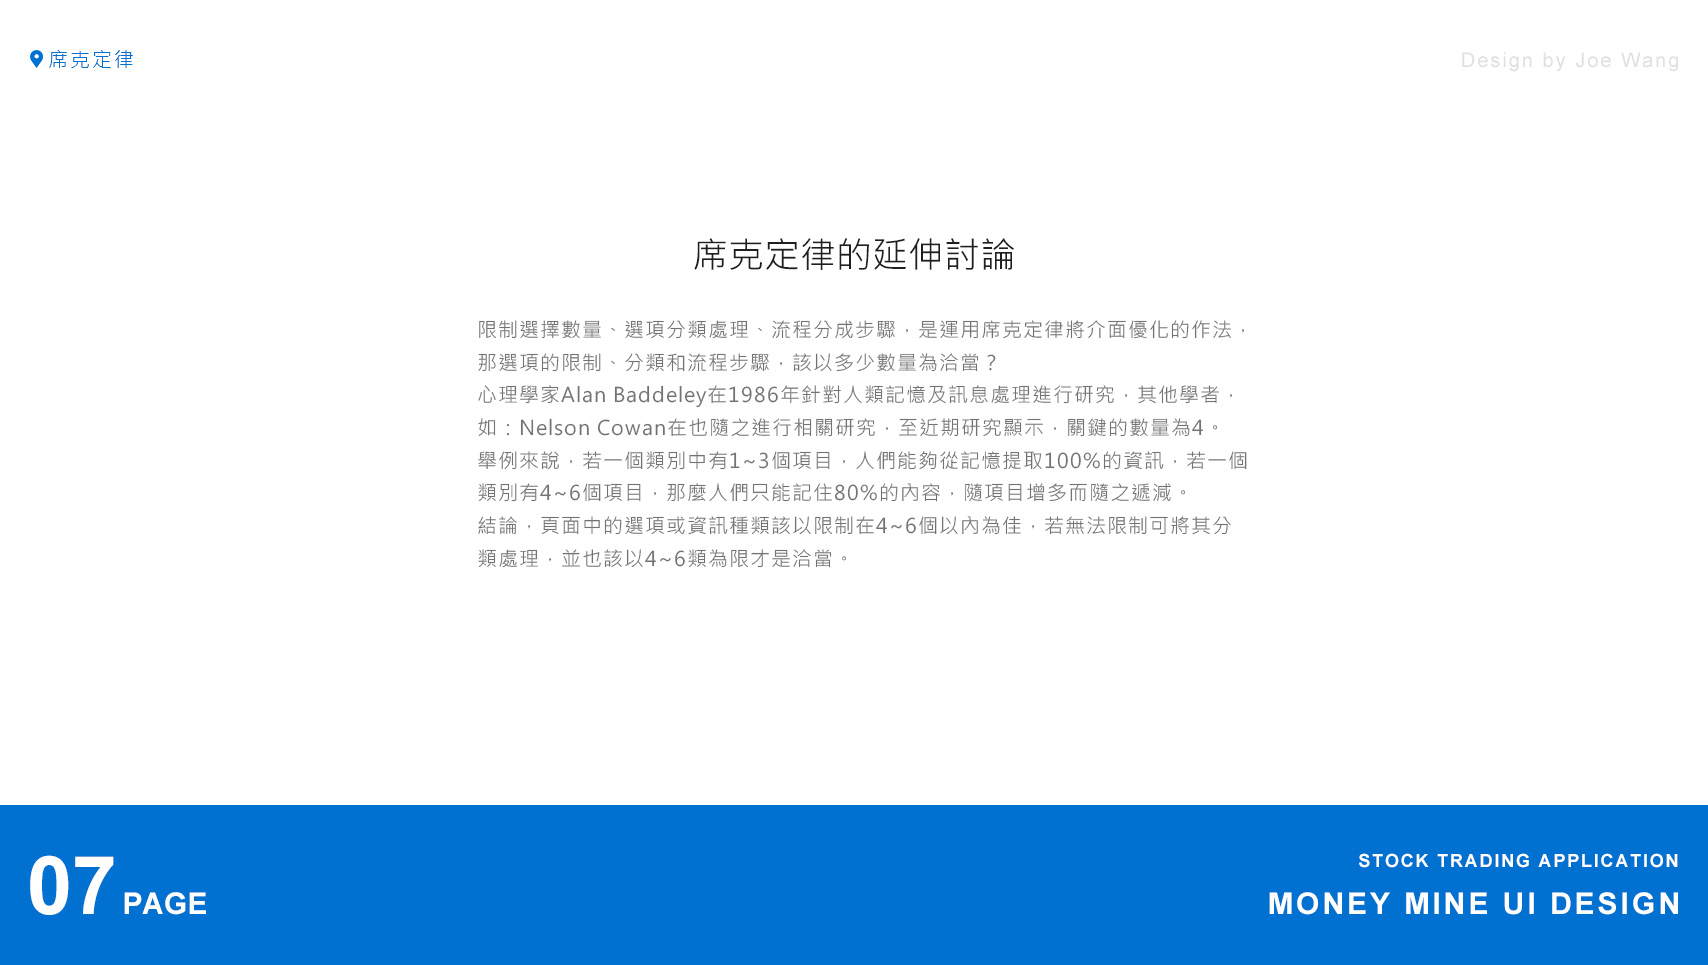 席克定律
Design by Joe Wang
席克定律的延伸討論
限制選擇數量、選項分類處理、流程分成步驟，是運用席克定律將介面優化的作法，
那選項的限制、分類和流程步驟，該以多少數量為洽當？
心理學家Alan Baddeley在1986年針對人類記憶及訊息處理進行研究，其他學者，
如：Nelson Cowan在也隨之進行相關研究，至近期研究顯示，關鍵的數量為4。
舉例來說，若一個類別中有1~3個項目，人們能夠從記憶提取100%的資訊，若一個
類別有4~6個項目，那麼人們只能記住80%的內容，隨項目增多而隨之遞減。
結論，頁面中的選項或資訊種類該以限制在4~6個以內為佳，若無法限制可將其分
類處理，並也該以4~6類為限才是洽當。
07 PAGE
STOCK TRADING APPLICATION
MONEY MINE UI DESIGN